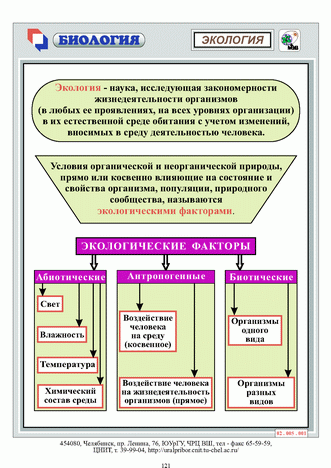 БИОЛОГИЯ
ЭКОЛОГИЯ
Экология - наука, исследующая закономерности
жизнедеятельности организмов
(в любых ее проявлениях, на всех уровнях организации)
в их естественной среде обитания с учетом изменений,
вносимых в среду деятельностью человека.
Условия органической и неорганической природы,
прямо или косвенно влияющие на состояние и
свойства организма, популяции, природного
сообщества, называются
экологическими факторами.
ЭКОЛОГИЧЕСКИЕ ФАКТОРЫ
Абиотические
Антропогенные
Биотические
Свет
Влажность
Температура
Химический
состав среды
Воздействие
человека
на среду
(косвенное)
Воздействие человека
на жизнедеятельность
организмов (прямое)
Организмы
одного
вида
Организмы
разных
видов
02.001.001
454080, Челябинск, пр. Ленина, 76, ЮУрГУ, ЧРЦ ВШ, тел - факс 65-59-59,
ЦНИТ, т. 39-99-04, http://uralpribor.cnit.tu-chel.ac.ru/
121